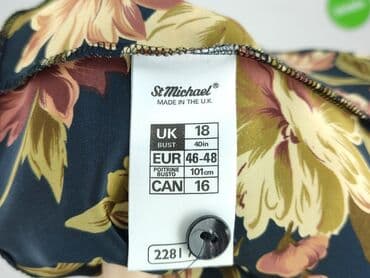 St Michael®
MADE IN THE U.K.
UK 18
BUST 40in
EUR 46-48
POITRINE BUSTO 101cm
CAN 16
2281